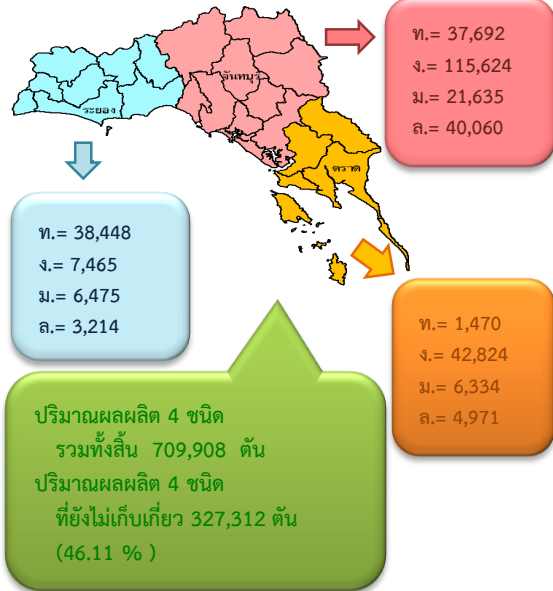 ท.= 37,692
ง.= 115,624
ม.= 21,635
ล.= 40,060
จันทบุรี
ระยอง
ตราด
ท.= 38,448
ง.= 7,465
ม.= 6,475
ล.= 3,214
ท.= 1,470
ง.= 42,824
ม.= 6,334
ล.= 4,971
ปริมาณผลผลิต 4 ชนิด
รวมทั้งสิ้น 709,908 ตัน
ปริมาณผลผลิต 4 ชนิด
ที่ยังไม่เก็บเกี่ยว 327,312 ตัน
(46.11 % )